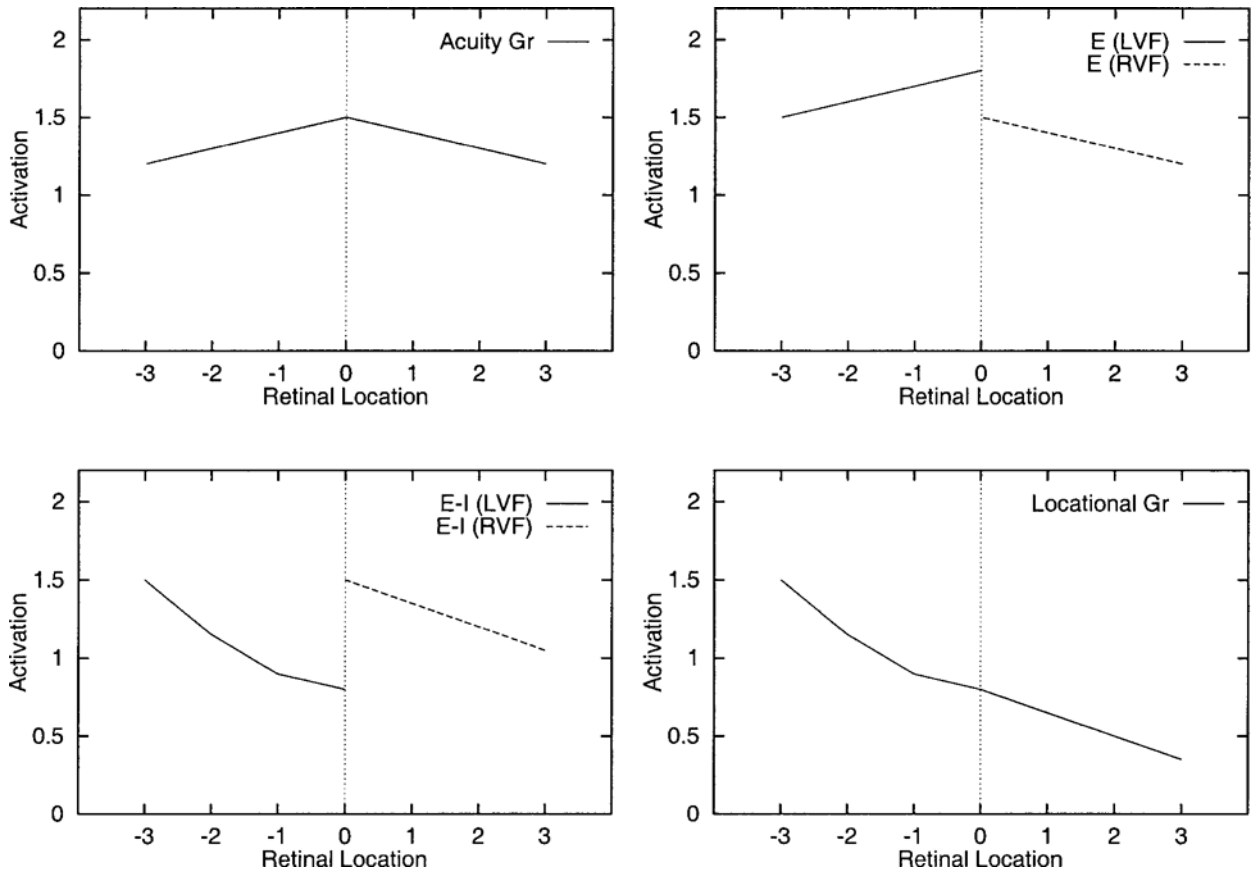 2
Acuity Gr
1.5
Activation
1
0.5
0
-3 -2 -1 0 1 2 3
Retinal Location
2
E (LVF)
E (RVF)
1.5
Activation
1
0.5
0
-3 -2 -1 0 1 2 3
Retinal Location
2
E-I (LVF)
E-I (RVF)
1.5
Activation
1
0.5
0
-3 -2 -1 0 1 2 3
Retinal Location
2
Locational Gr
1.5
Activation
1
0.5
0
-3 -2 -1 0 1 2 3
Retinal Location